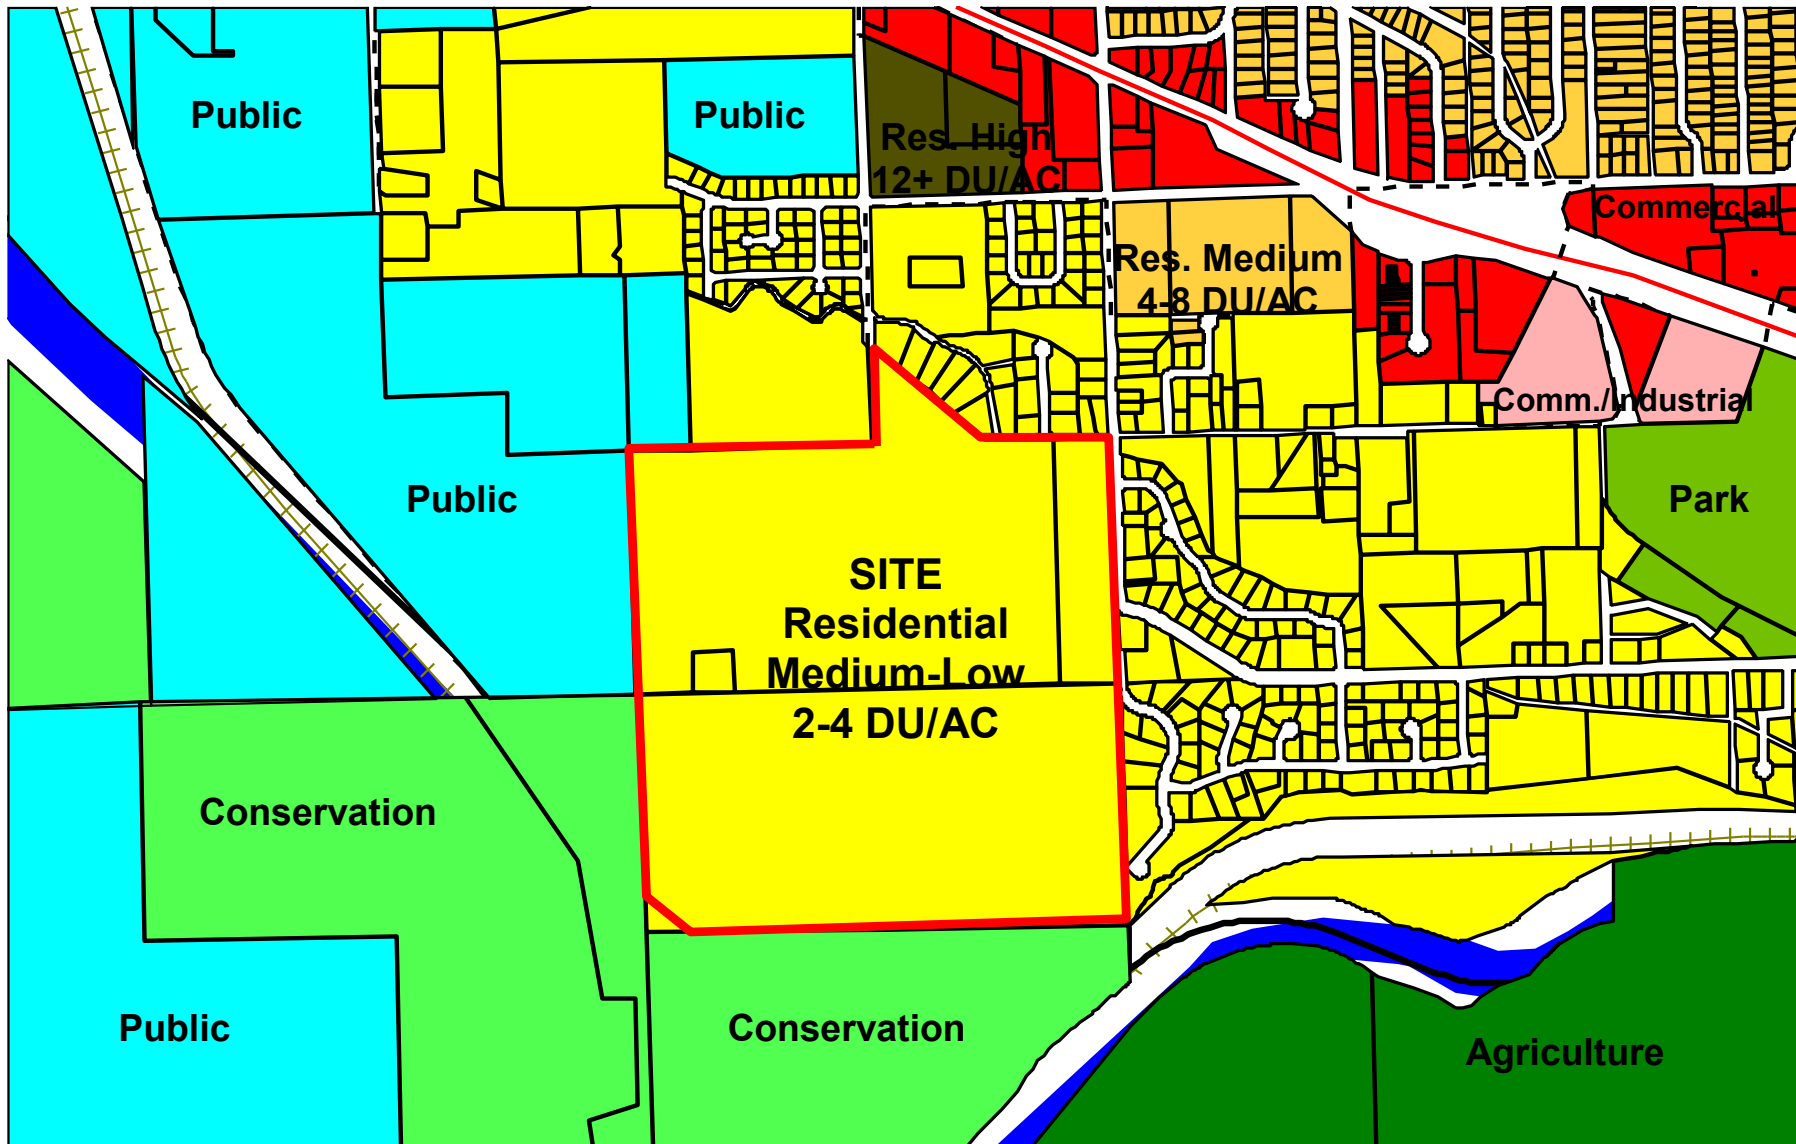 Public
Public
Res. High
12+ DU/AC
Commercial
Res. Medium
4-8 DU/AC
Comm./Industrial
Public
Park
SITE
Residential
Medium-Low
2-4 DU/AC
Conservation
Public
Conservation
Agriculture